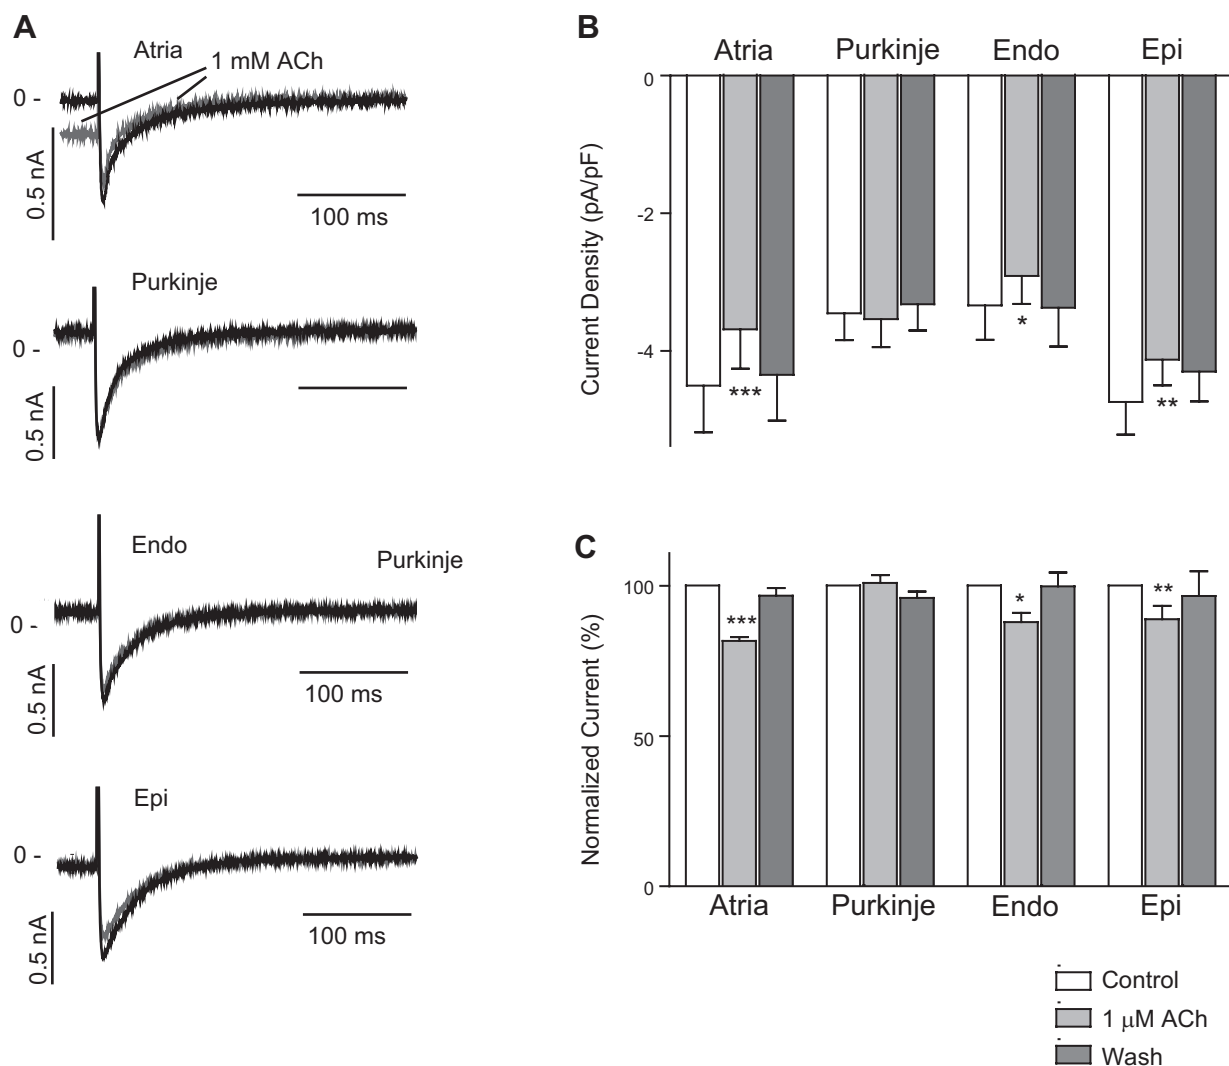 A
Atria
1 mM ACh
0 -
0.5 nA
100 ms
Purkinje
0 -
0.5 nA
Endo
Purkinje
0 -
0.5 nA
100 ms
Epi
0 -
0.5 nA
100 ms
B
Atria Purkinje Endo Epi
0
-2
-4
Current Density (pA/pF)
***
*
**
C
100
50
0
Normalized Current (%)
***
*
**
Atria Purkinje Endo Epi
Control
1 μM ACh
Wash